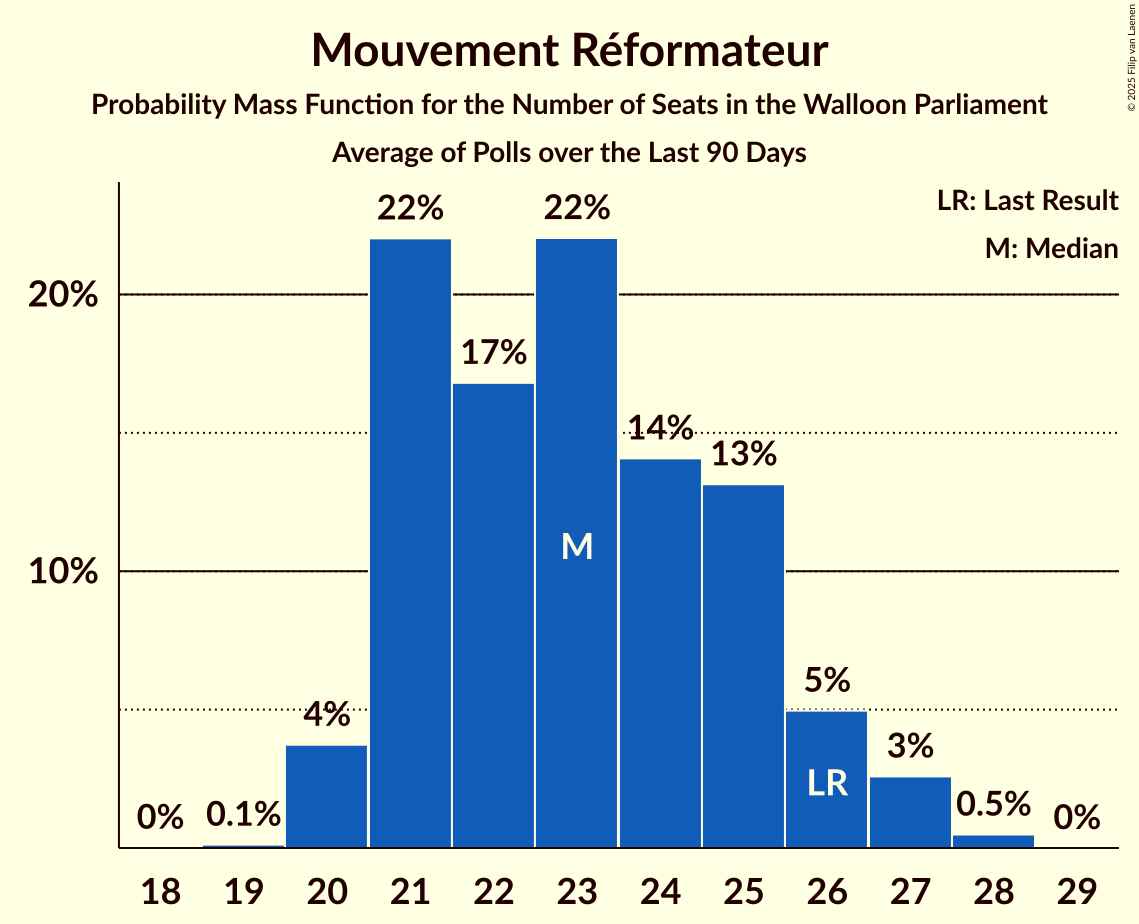 Mouvement Réformateur
Probability Mass Function for the Number of Seats in the Walloon Parliament
Average of Polls over the Last 90 Days
© 2025 Filip van Laenen
LR: Last Result
M: Median
22%
22%
20%
17%
14%
13%
M
10%
5%
4%
3%
LR
0%
0.1%
0.5%
0%
18 19 20 21 22 23 24 25 26 27 28 29